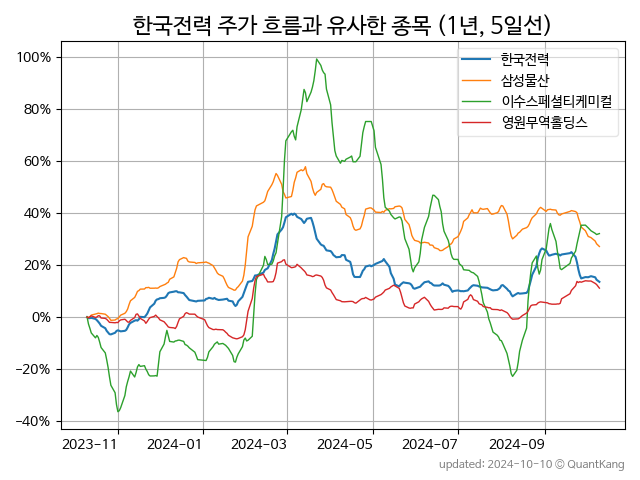 한국전력 주가 흐름과 유사한 종목 (1년, 5일선)
한국전력
삼성물산
이수스페셜티케미컬
영원무역홀딩스
100%
80%
60%
40%
20%
0%
−20%
−40%
2023-11
2024-01
2024-03
2024-05
2024-07
2024-09
updated: 2024-10-10 © QuantKang